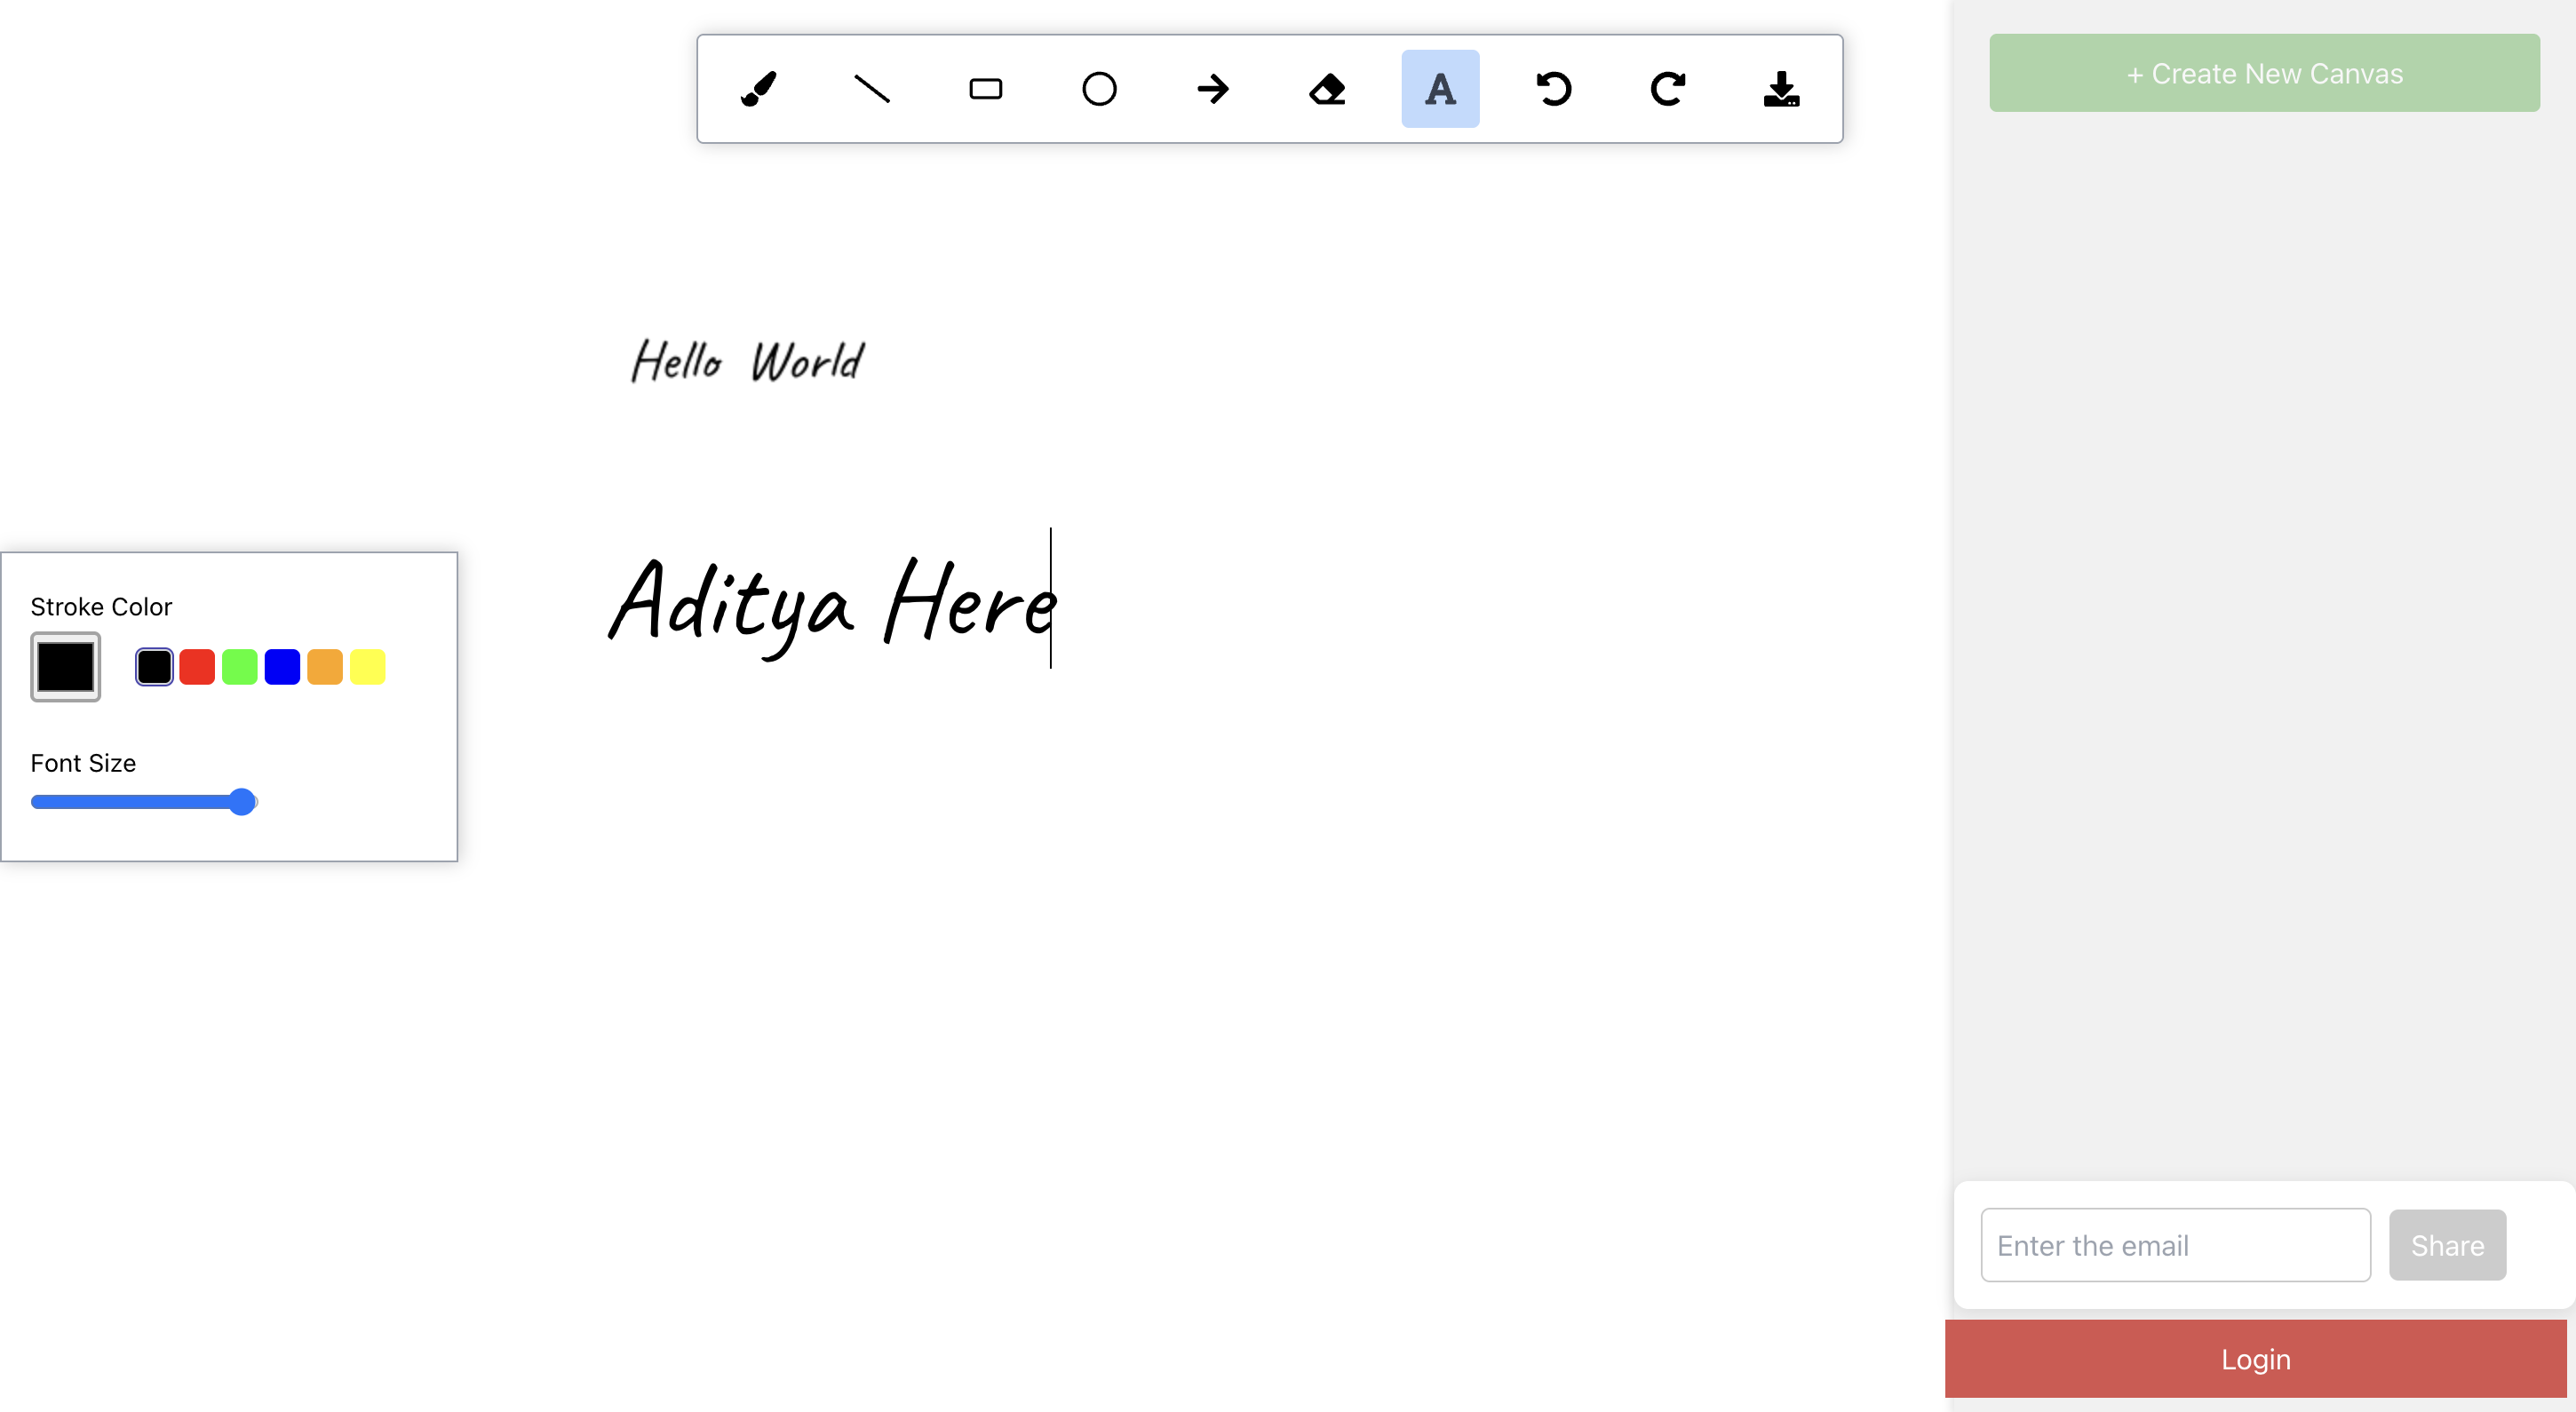 + Create New Canvas
A
Hello World
Aditya Here
Stroke Color
Font Size
Enter the email
Share
Login